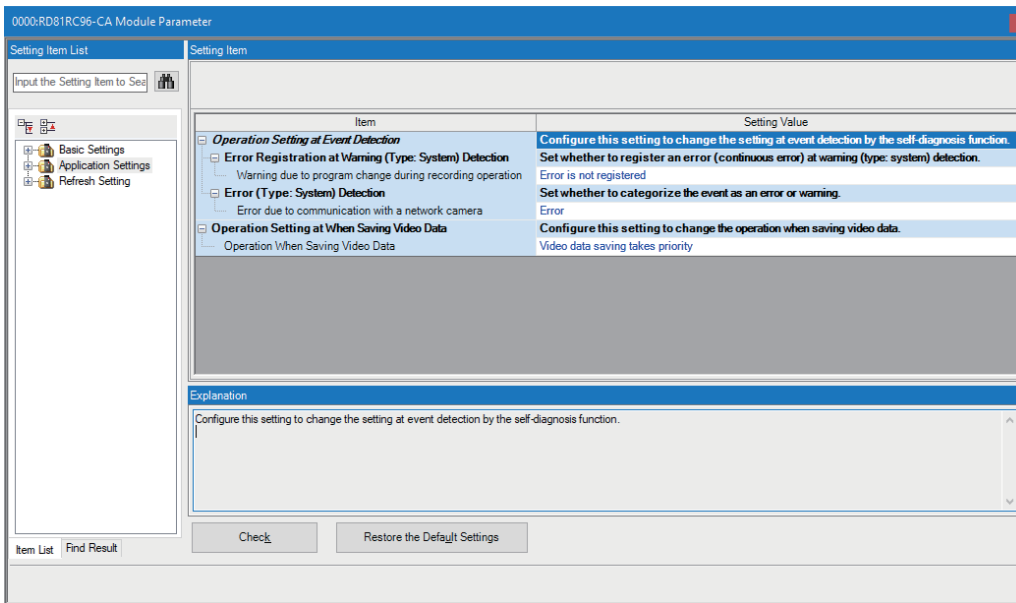 0000:RD81RC96-CA Module Parameter
Setting Item List
Input the Setting Item to Sea
Basic Settings
Application Settings
Refresh Setting
Item List
Find Result
Setting Item
Item Setting Value
Operation Setting at Event Detection Configure this setting to change the setting at event detection by the self-diagnosis function.
Error Registration at Warning (Type: System) Detection Set whether to register an error (continuous error) at warning (type: system) detection.
Warning due to program change during recording operation Error is not registered
Error (Type: System) Detection Set whether to categorize the event as an error or warning.
Error due to communication with a network camera Error
Operation Setting at When Saving Video Data Configure this setting to change the operation when saving video data.
Operation When Saving Video Data Video data saving takes priority
Explanation
Configure this setting to change the setting at event detection by the self-diagnosis function.
Check
Restore the Default Settings